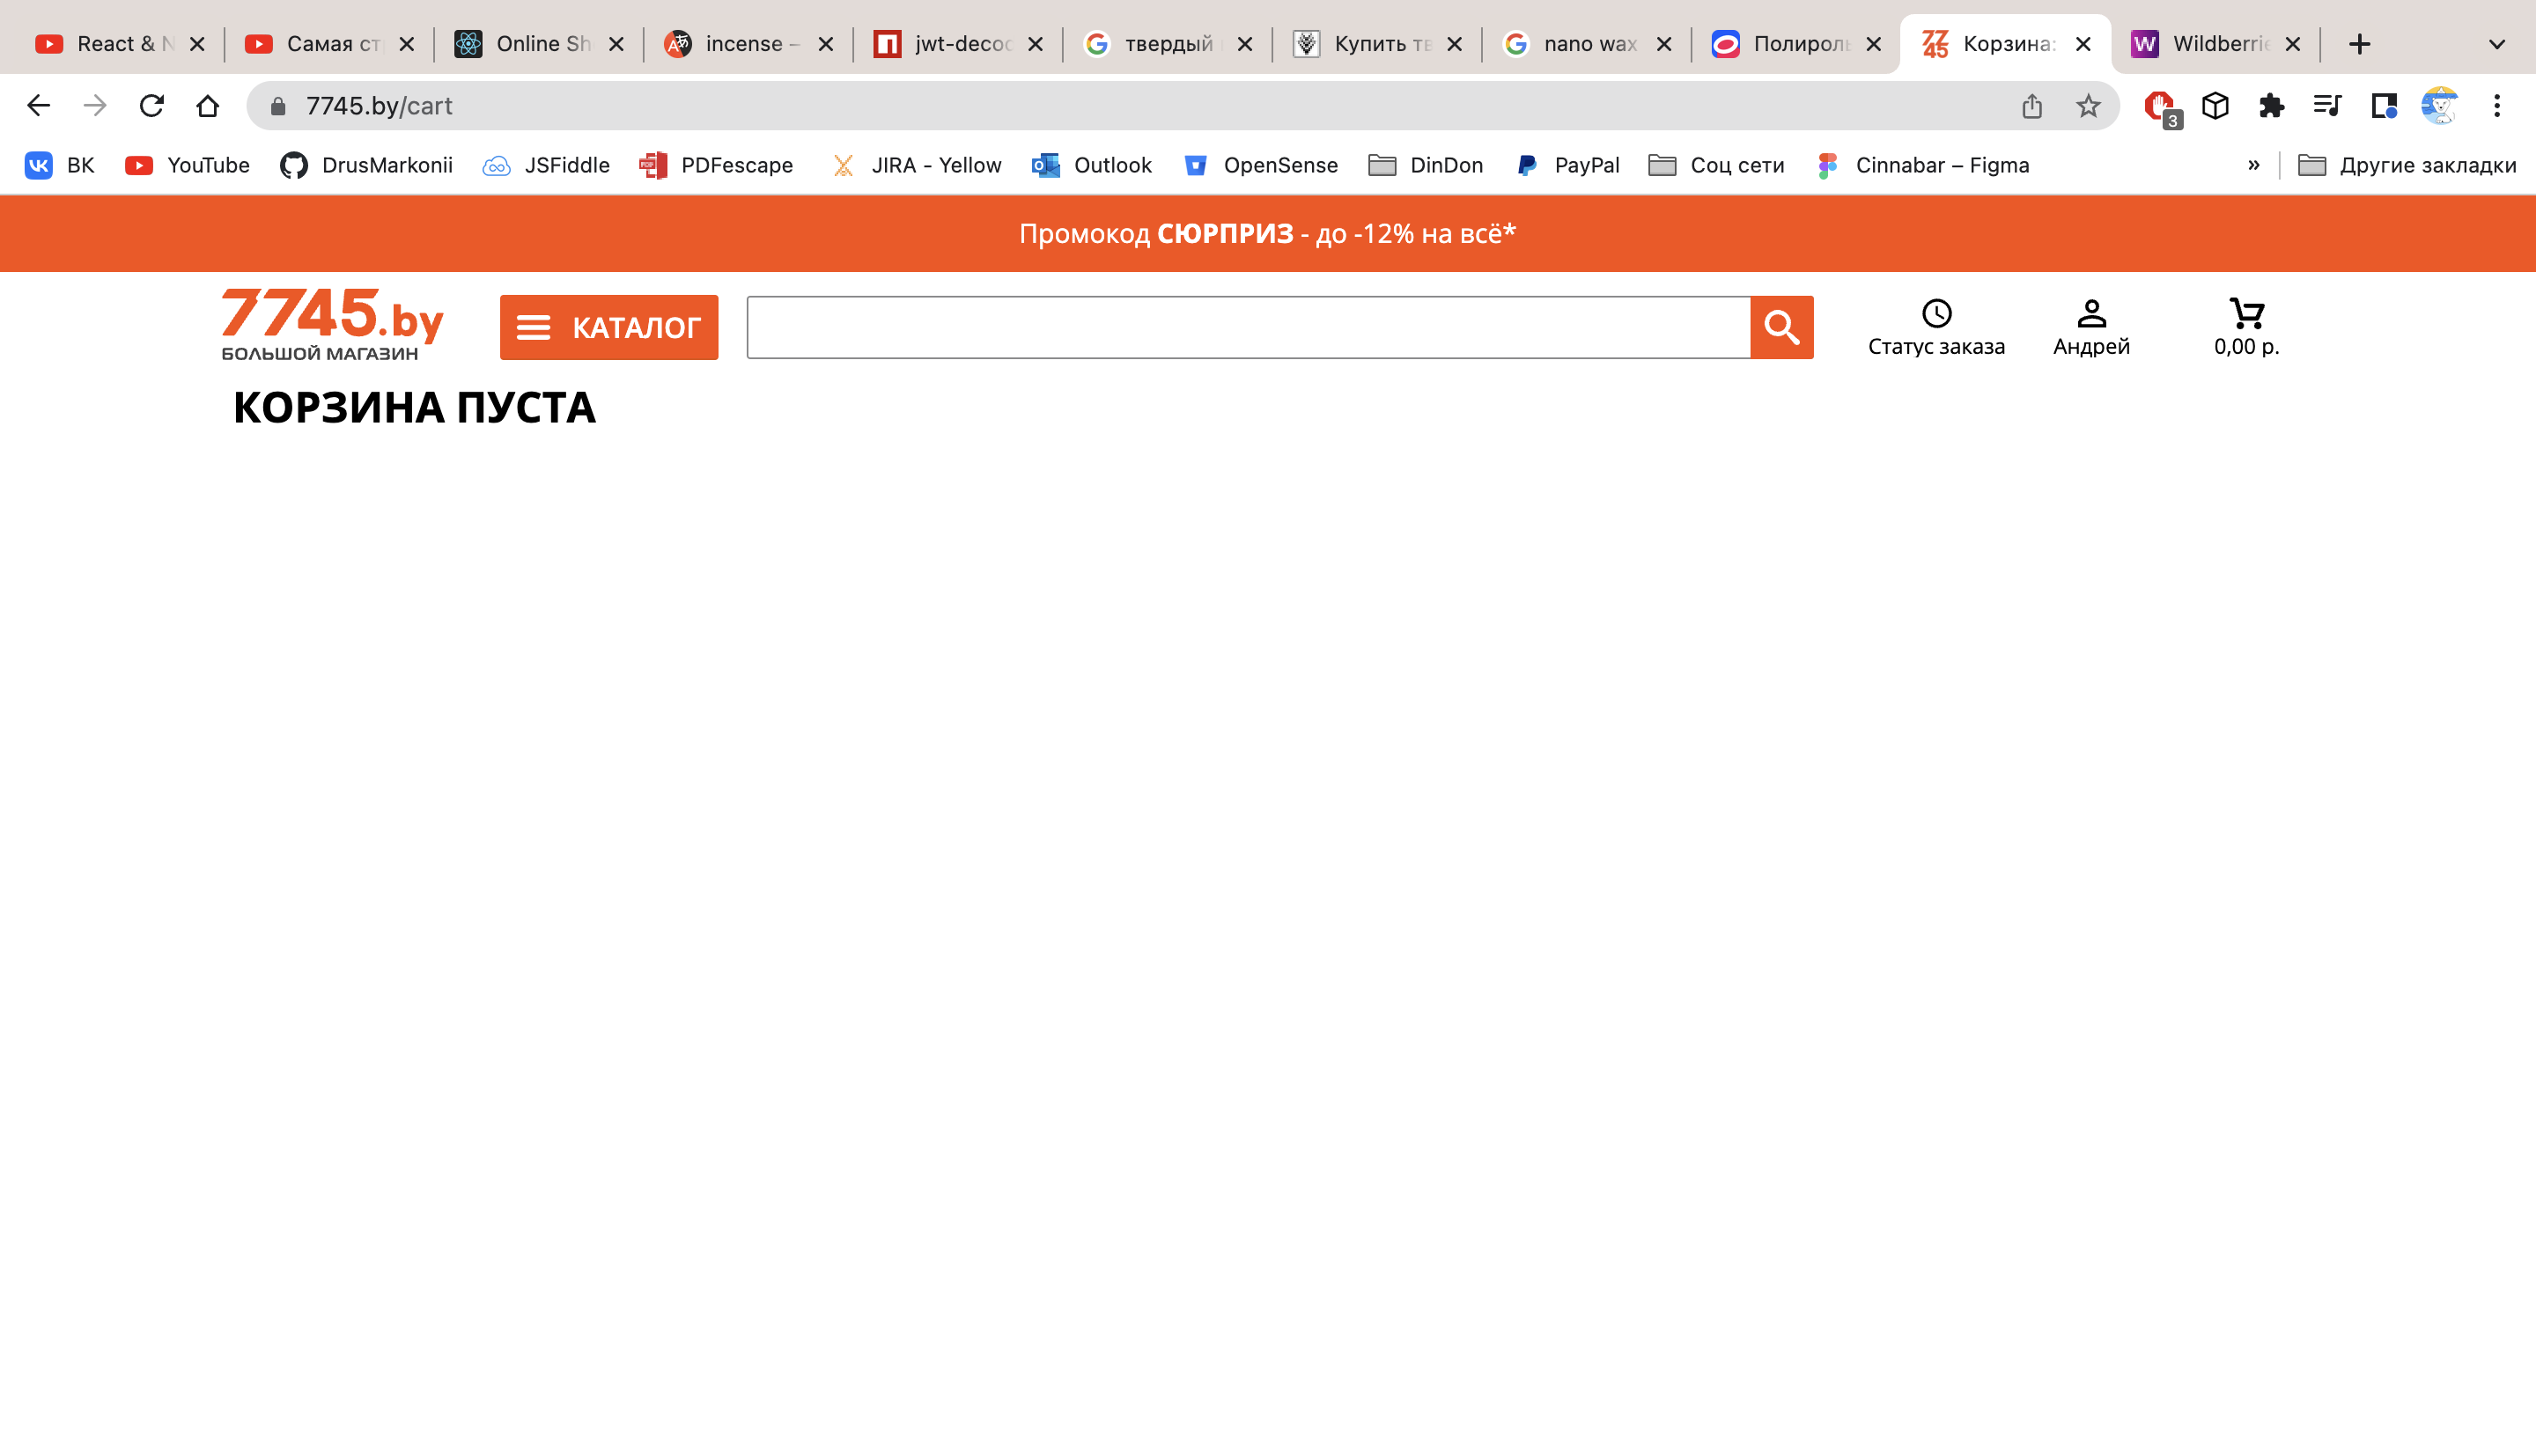 React & N
Самая ст
Online Sh
incense –
jwt-decoc
твердый
Купить тв
nano wax
Полироль
Корзина:
Wildberrie
7745.by/cart
3
ВК
YouTube
DrusMarkonii
JSFiddle
PDFescape
JIRA - Yellow
Outlook
OpenSense
DinDon
PayPal
Соц сети
Cinnabar – Figma
»
Другие закладки
Промокод СЮРПРИЗ - до -12% на всё*
7745.by
БОЛЬШОЙ МАГАЗИН
КАТАЛОГ
Статус заказа
Андрей
0,00 р.
КОРЗИНА ПУСТА